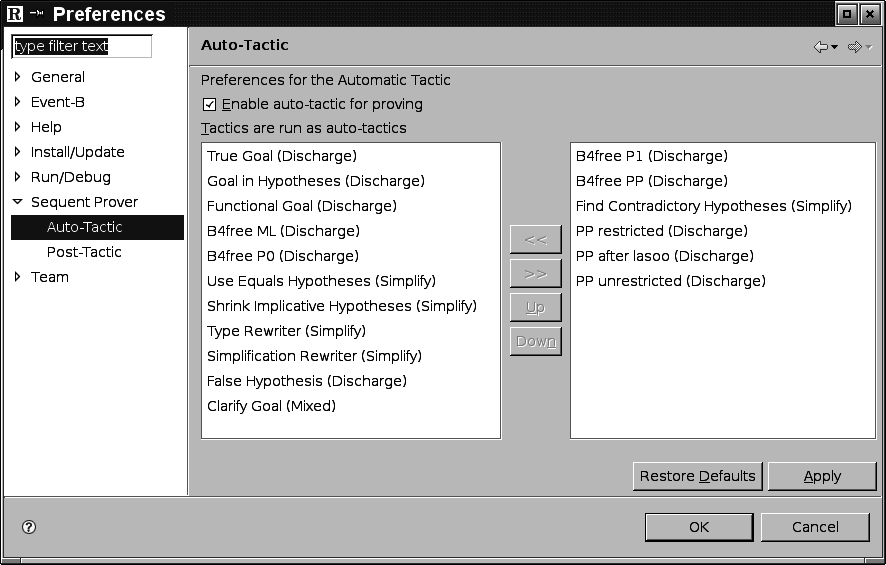 R Preferences
type filter text
General
Event-B
Help
Install/Update
Run/Debug
Sequent Prover
Auto-Tactic
Post-Tactic
Team
Auto-Tactic
Preferences for the Automatic Tactic
Enable auto-tactic for proving
Tactics are run as auto-tactics
True Goal (Discharge)
Goal in Hypotheses (Discharge)
Functional Goal (Discharge)
B4free ML (Discharge)
B4free P0 (Discharge)
Use Equals Hypotheses (Simplify)
Shrink Implicative Hypotheses (Simplify)
Type Rewriter (Simplify)
Simplification Rewriter (Simplify)
False Hypothesis (Discharge)
Clarify Goal (Mixed)
<<
>>
Up
Down
B4free P1 (Discharge)
B4free PP (Discharge)
Find Contradictory Hypotheses (Simplify)
PP restricted (Discharge)
PP after lasoo (Discharge)
PP unrestricted (Discharge)
Restore Defaults
Apply
?
OK
Cancel